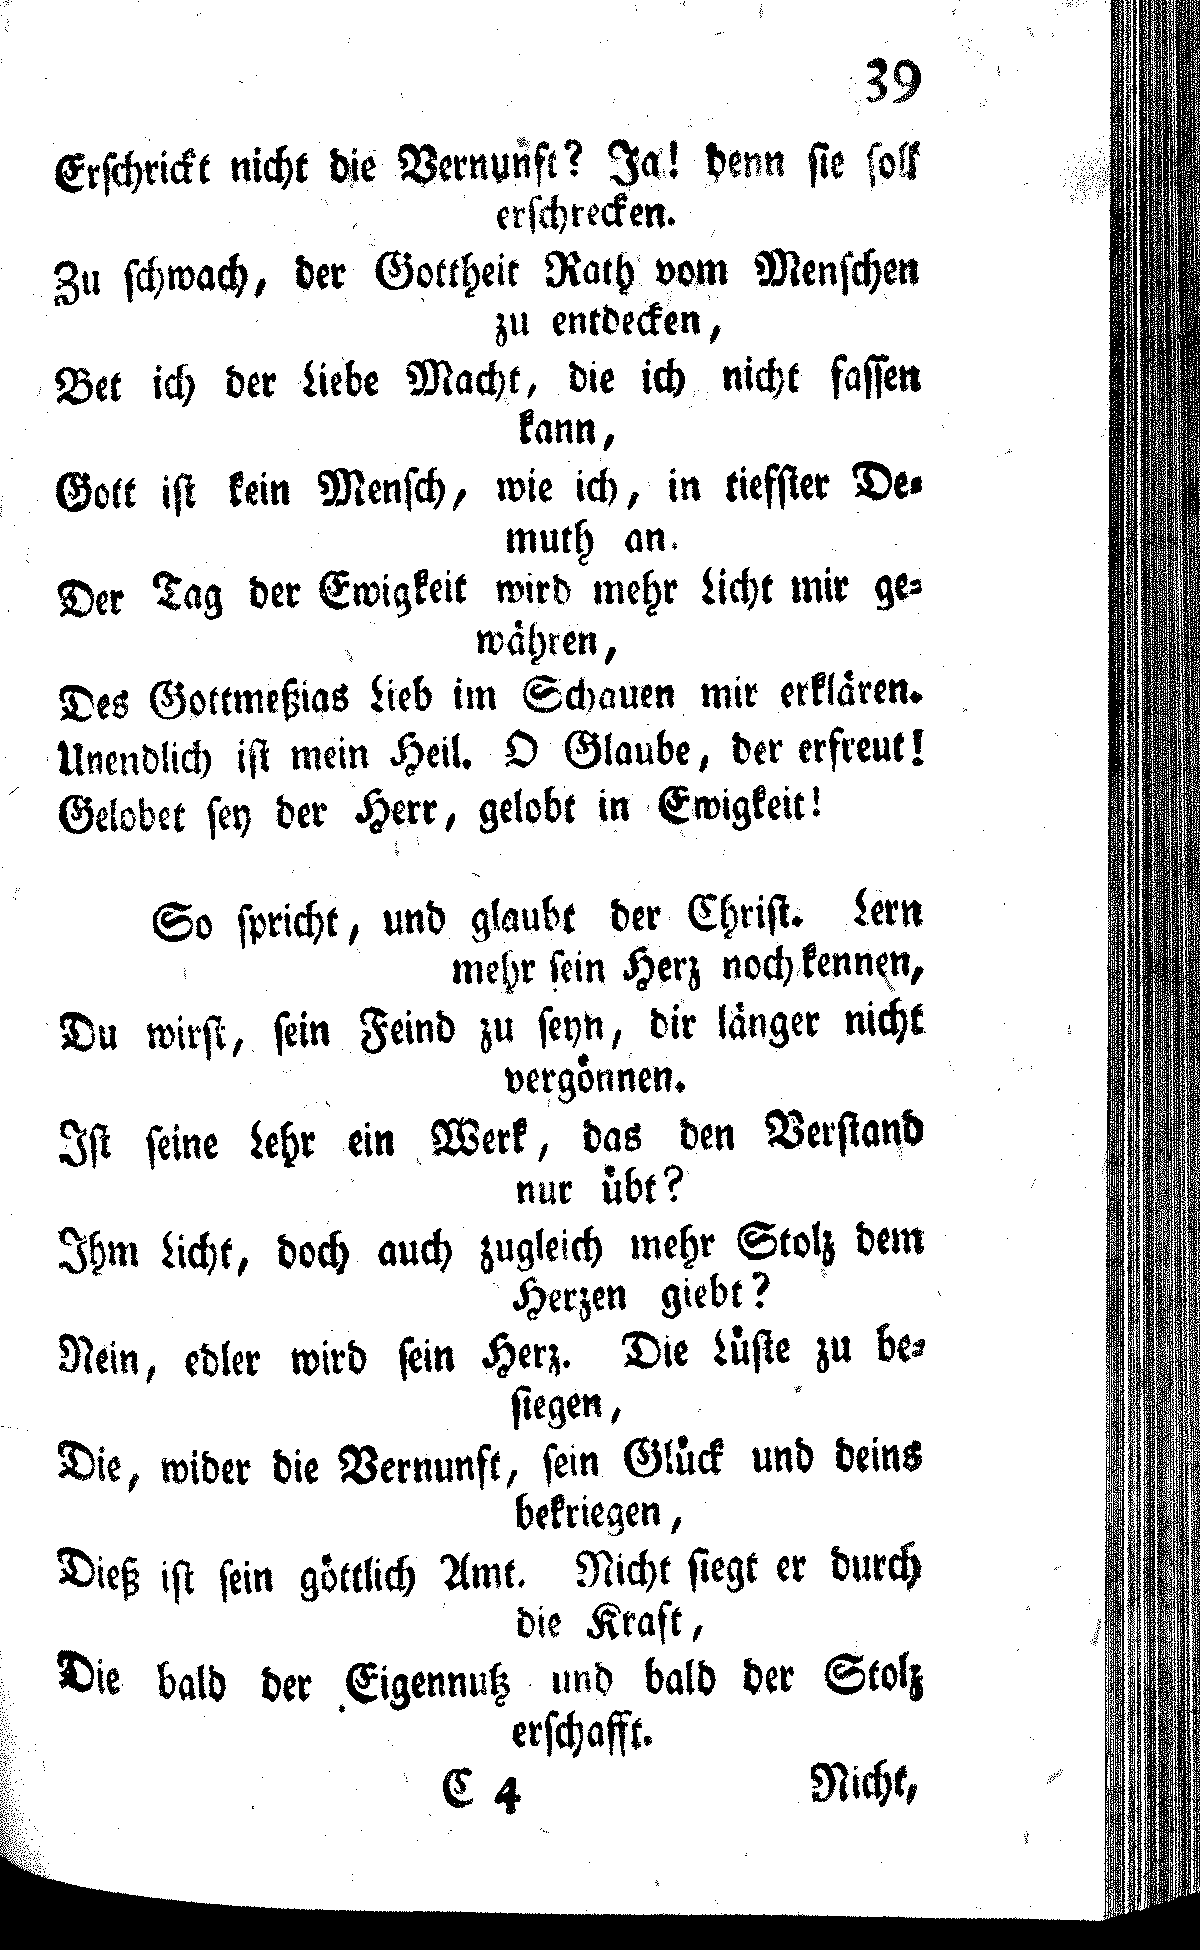 39
Erschrickt nicht die Vernunft? Ja! denn sie soll
erschrecken.
Zu schwach, der Gottheit Rath vom Menschen
zu entdecken,
Bet ich der Liebe Macht, die ich nicht fassen
kann,
Gott ist kein Mensch, wie ich, in tiefster De-
muth an.
Der Tag der Ewigkeit wird mehr Licht mir ge-
währen,
Des Gottmeßias Lieb im Schauen mir erklären.
Unendlich ist mein Heil. O Glaube, der erfreut!
Gelobet sey der Herr, gelobt in Ewigkeit!
So spricht, und glaubt der Christ. Lern
mehr sein Herz noch kennen,
Du wirst, sein Feind zu seyn, dir länger nicht
vergönnen.
Ist seine Lehr ein Werk, das den Verstand
nur übt?
Ihm Licht, doch auch zugleich mehr Stolz dem
Herzen giebt?
Nein, edler wird sein Herz. Die Lüste zu be-
siegen,
Die, wider die Vernunft, sein Glück und deins
bekriegen,
Dieß ist sein göttlich Amt. Nicht siegt er durch
die Kraft,
Die bald der Eigennutz und bald der Stolz
erschafft.
C 4
Nicht,